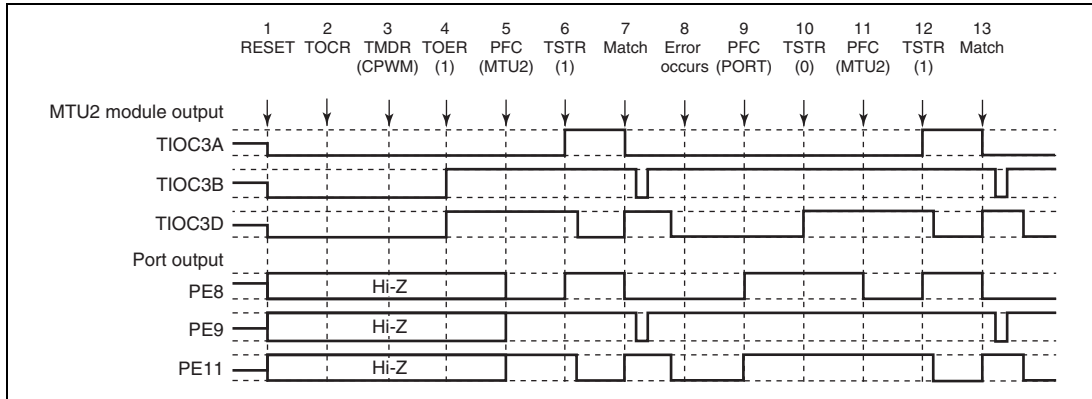 1 2 3 4 5 6 7 8 9 10 11 12 13
RESET TOCR TMDR TOER PFC TSTR Match Error PFC TSTR PFC TSTR Match
(CPWM) (1) (MTU2) (1) occurs (PORT) (0) (MTU2) (1)
MTU2 module output
TIOC3A
TIOC3B
TIOC3D
Port output
PE8 Hi-Z
PE9 Hi-Z
PE11 Hi-Z